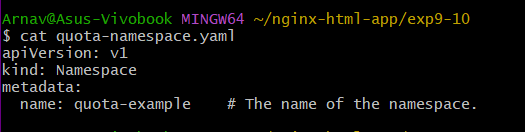 Arnav@Asus-Vivobook MINGW64 ~/nginx-html-app/exp9-10
$ cat quota-namespace.yaml
apiVersion: v1
kind: Namespace
metadata:
  name: quota-example    # The name of the namespace.